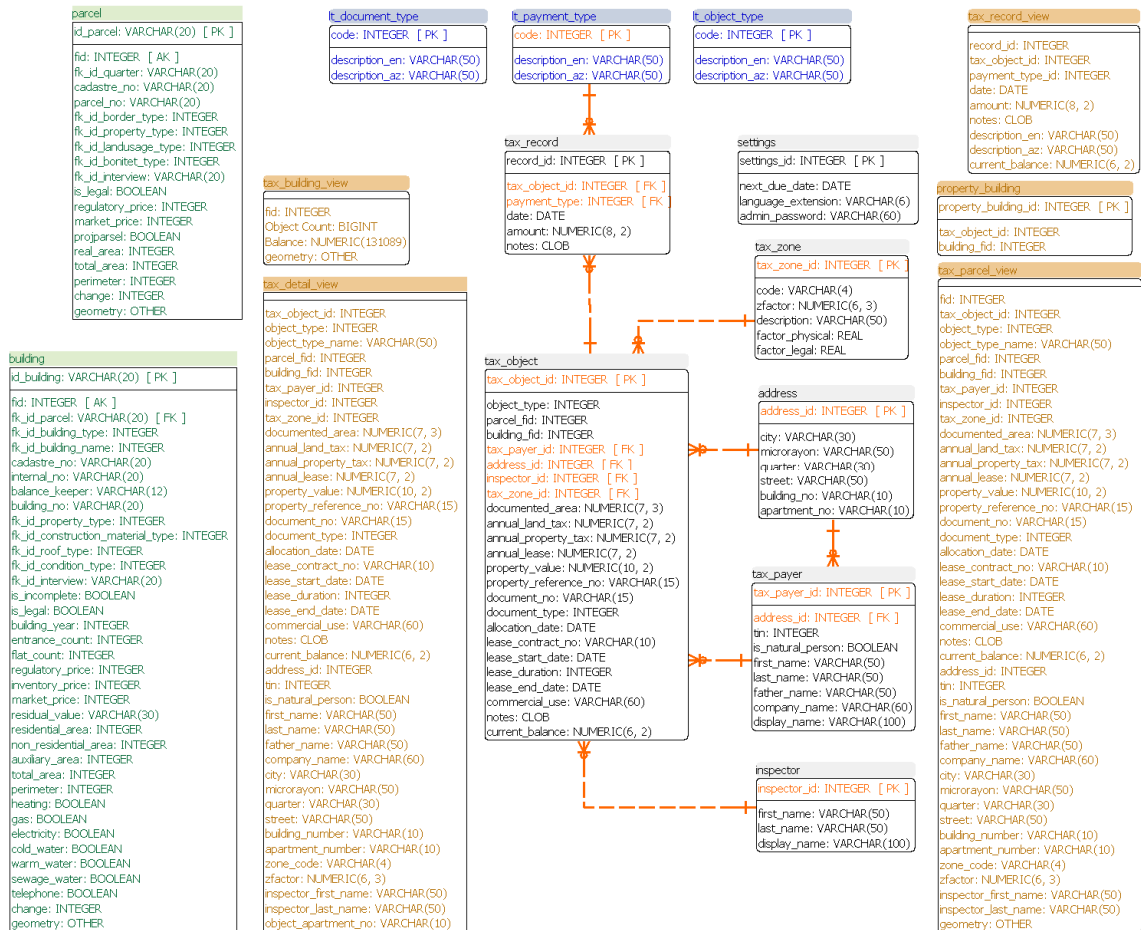 parcel
id_parcel: VARCHAR(20) [ PK ]
fid: INTEGER [ AK ]
fk_id_quarter: VARCHAR(20)
cadastre_no: VARCHAR(20)
parcel_no: VARCHAR(20)
fk_id_border_type: INTEGER
fk_id_property_type: INTEGER
fk_id_landusage_type: INTEGER
fk_id_bonitet_type: INTEGER
fk_id_interview: VARCHAR(20)
is_legal: BOOLEAN
regulatory_price: INTEGER
market_price: INTEGER
projparsel: BOOLEAN
real_area: INTEGER
total_area: INTEGER
perimeter: INTEGER
change: INTEGER
geometry: OTHER
building
id_building: VARCHAR(20) [ PK ]
fid: INTEGER [ AK ]
fk_id_parcel: VARCHAR(20) [ FK ]
fk_id_building_type: INTEGER
fk_id_building_name: INTEGER
cadastre_no: VARCHAR(20)
internal_no: VARCHAR(20)
balance_keeper: VARCHAR(12)
building_no: VARCHAR(20)
fk_id_property_type: INTEGER
fk_id_construction_material_type: INTEGER
fk_id_roof_type: INTEGER
fk_id_condition_type: INTEGER
fk_id_interview: VARCHAR(20)
is_incomplete: BOOLEAN
is_legal: BOOLEAN
building_year: INTEGER
entrance_count: INTEGER
flat_count: INTEGER
regulatory_price: INTEGER
inventory_price: INTEGER
market_price: INTEGER
residual_value: VARCHAR(30)
residential_area: INTEGER
non_residential_area: INTEGER
auxiliary_area: INTEGER
total_area: INTEGER
perimeter: INTEGER
heating: BOOLEAN
gas: BOOLEAN
electricity: BOOLEAN
cold_water: BOOLEAN
warm_water: BOOLEAN
sewage_water: BOOLEAN
telephone: BOOLEAN
change: INTEGER
geometry: OTHER
lt_document_type
code: INTEGER [ PK ]
description_en: VARCHAR(50)
description_az: VARCHAR(50)
lt_payment_type
code: INTEGER [ PK ]
description_en: VARCHAR(50)
description_az: VARCHAR(50)
lt_object_type
code: INTEGER [ PK ]
description_en: VARCHAR(50)
description_az: VARCHAR(50)
tax_building_view
fid: INTEGER
Object Count: BIGINT
Balance: NUMERIC(131089)
geometry: OTHER
tax_detail_view
tax_object_id: INTEGER
object_type: INTEGER
object_type_name: VARCHAR(50)
parcel_fid: INTEGER
building_fid: INTEGER
tax_payer_id: INTEGER
inspector_id: INTEGER
tax_zone_id: INTEGER
documented_area: NUMERIC(7, 3)
annual_land_tax: NUMERIC(7, 2)
annual_property_tax: NUMERIC(7, 2)
annual_lease: NUMERIC(7, 2)
property_value: NUMERIC(10, 2)
property_reference_no: VARCHAR(15)
document_no: VARCHAR(15)
document_type: INTEGER
allocation_date: DATE
lease_contract_no: VARCHAR(10)
lease_start_date: DATE
lease_duration: INTEGER
lease_end_date: DATE
commercial_use: VARCHAR(60)
notes: CLOB
current_balance: NUMERIC(6, 2)
address_id: INTEGER
tin: INTEGER
is_natural_person: BOOLEAN
first_name: VARCHAR(50)
last_name: VARCHAR(50)
father_name: VARCHAR(50)
company_name: VARCHAR(60)
city: VARCHAR(30)
microrayon: VARCHAR(50)
quarter: VARCHAR(30)
street: VARCHAR(50)
building_number: VARCHAR(10)
apartment_number: VARCHAR(10)
zone_code: VARCHAR(4)
zfactor: NUMERIC(6, 3)
inspector_first_name: VARCHAR(50)
inspector_last_name: VARCHAR(50)
object_apartment_no: VARCHAR(10)
tax_record
record_id: INTEGER [ PK ]
tax_object_id: INTEGER [ FK ]
payment_type: INTEGER [ FK ]
date: DATE
amount: NUMERIC(8, 2)
notes: CLOB
tax_object
tax_object_id: INTEGER [ PK ]
object_type: INTEGER
parcel_fid: INTEGER
building_fid: INTEGER
tax_payer_id: INTEGER [ FK ]
address_id: INTEGER [ FK ]
inspector_id: INTEGER [ FK ]
tax_zone_id: INTEGER [ FK ]
documented_area: NUMERIC(7, 3)
annual_land_tax: NUMERIC(7, 2)
annual_property_tax: NUMERIC(7, 2)
annual_lease: NUMERIC(7, 2)
property_value: NUMERIC(10, 2)
property_reference_no: VARCHAR(15)
document_no: VARCHAR(15)
document_type: INTEGER
allocation_date: DATE
lease_contract_no: VARCHAR(10)
lease_start_date: DATE
lease_duration: INTEGER
lease_end_date: DATE
commercial_use: VARCHAR(60)
notes: CLOB
current_balance: NUMERIC(6, 2)
settings
settings_id: INTEGER [ PK ]
next_due_date: DATE
language_extension: VARCHAR(6)
admin_password: VARCHAR(60)
tax_zone
tax_zone_id: INTEGER [ PK ]
code: VARCHAR(4)
zfactor: NUMERIC(6, 3)
description: VARCHAR(50)
factor_physical: REAL
factor_legal: REAL
address
address_id: INTEGER [ PK ]
city: VARCHAR(30)
microrayon: VARCHAR(50)
quarter: VARCHAR(30)
street: VARCHAR(50)
building_no: VARCHAR(10)
apartment_no: VARCHAR(10)
tax_payer
tax_payer_id: INTEGER [ PK ]
address_id: INTEGER [ FK ]
tin: INTEGER
is_natural_person: BOOLEAN
first_name: VARCHAR(50)
last_name: VARCHAR(50)
father_name: VARCHAR(50)
company_name: VARCHAR(60)
display_name: VARCHAR(100)
inspector
inspector_id: INTEGER [ PK ]
first_name: VARCHAR(50)
last_name: VARCHAR(50)
display_name: VARCHAR(100)
tax_record_view
record_id: INTEGER
tax_object_id: INTEGER
payment_type_id: INTEGER
date: DATE
amount: NUMERIC(8, 2)
notes: CLOB
description_en: VARCHAR(50)
description_az: VARCHAR(50)
current_balance: NUMERIC(6, 2)
property_building
property_building_id: INTEGER [ PK ]
tax_object_id: INTEGER
building_fid: INTEGER
tax_parcel_view
fid: INTEGER
tax_object_id: INTEGER
object_type: INTEGER
object_type_name: VARCHAR(50)
parcel_fid: INTEGER
building_fid: INTEGER
tax_payer_id: INTEGER
inspector_id: INTEGER
tax_zone_id: INTEGER
documented_area: NUMERIC(7, 3)
annual_land_tax: NUMERIC(7, 2)
annual_property_tax: NUMERIC(7, 2)
annual_lease: NUMERIC(7, 2)
property_value: NUMERIC(10, 2)
property_reference_no: VARCHAR(15)
document_no: VARCHAR(15)
document_type: INTEGER
allocation_date: DATE
lease_contract_no: VARCHAR(10)
lease_start_date: DATE
lease_duration: INTEGER
lease_end_date: DATE
commercial_use: VARCHAR(60)
notes: CLOB
current_balance: NUMERIC(6, 2)
address_id: INTEGER
tin: INTEGER
is_natural_person: BOOLEAN
first_name: VARCHAR(50)
last_name: VARCHAR(50)
father_name: VARCHAR(50)
company_name: VARCHAR(60)
city: VARCHAR(30)
microrayon: VARCHAR(50)
quarter: VARCHAR(30)
street: VARCHAR(50)
building_number: VARCHAR(10)
apartment_number: VARCHAR(10)
zone_code: VARCHAR(4)
zfactor: NUMERIC(6, 3)
inspector_first_name: VARCHAR(50)
inspector_last_name: VARCHAR(50)
geometry: OTHER